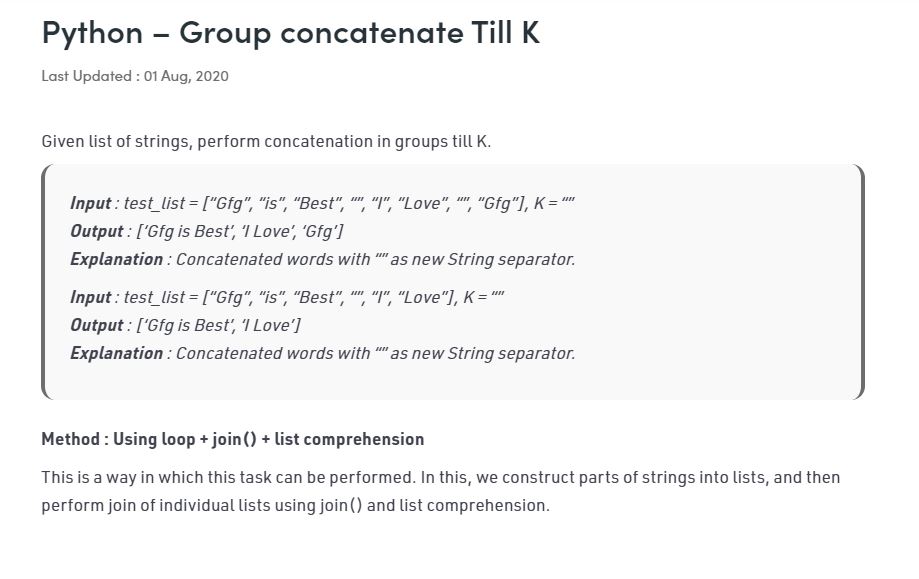 Python – Group concatenate Till K
Last Updated : 01 Aug, 2020
Given list of strings, perform concatenation in groups till K.
Input : test_list = [“Gfg”, “is”, “Best”, “”, “I”, “Love”, “”, “Gfg”], K = “”
Output : [‘Gfg is Best’, ‘I Love’, ‘Gfg’]
Explanation : Concatenated words with “” as new String separator.
Input : test_list = [“Gfg”, “is”, “Best”, “”, “I”, “Love”], K = “”
Output : [‘Gfg is Best’, ‘I Love’]
Explanation : Concatenated words with “” as new String separator.
Method : Using loop + join() + list comprehension
This is a way in which this task can be performed. In this, we construct parts of strings into lists, and then
perform join of individual lists using join() and list comprehension.